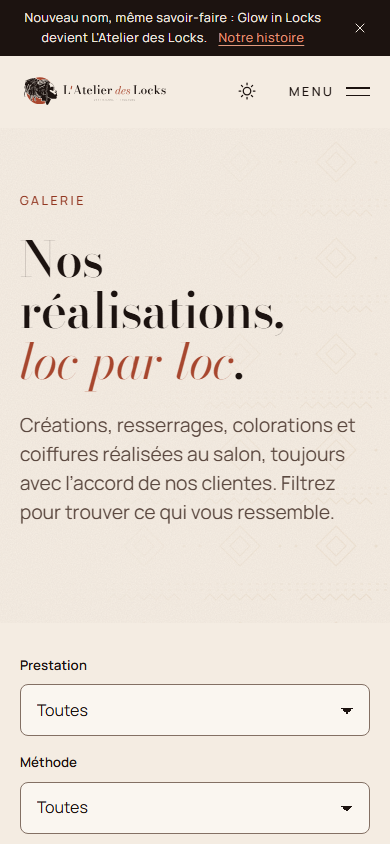 Nouveau nom, même savoir-faire : Glow in Locks
devient L'Atelier des Locks. Notre histoire
L'Atelier des Locks
MENU
GALERIE
Nos
réalisations,
loc par loc.
Créations, resserrages, colorations et
coiffures réalisées au salon, toujours
avec l'accord de nos clientes. Filtrez
pour trouver ce qui vous ressemble.
Prestation
Toutes
Méthode
Toutes